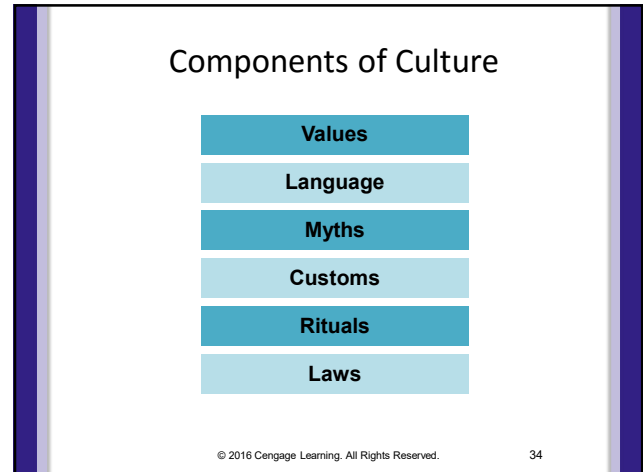 Components of Culture
Values
Language
Myths
Customs
Rituals
Laws
© 2016 Cengage Learning. All Rights Reserved. 34